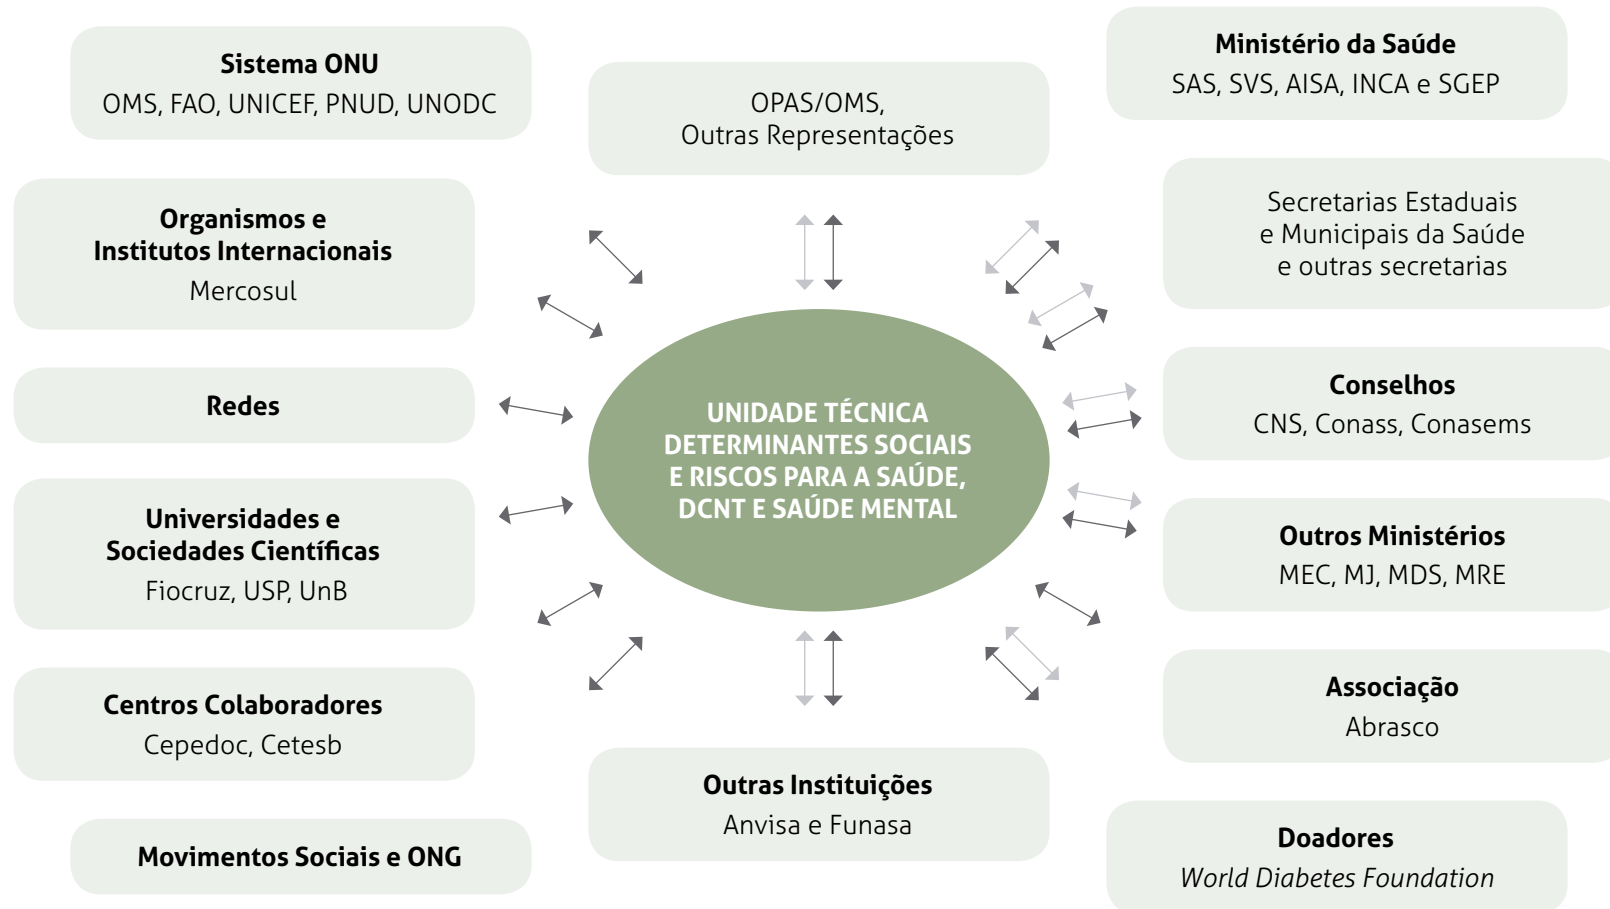 Sistema ONU
OMS, FAO, UNICEF, PNUD, UNODC
OPAS/OMS,
Outras Representações
Ministério da Saúde
SAS, SVS, AISA, INCA e SGEP
Organismos e
Institutos Internacionais
Mercosul
Secretarias Estaduais
e Municipais da Saúde
e outras secretarias
Redes
UNIDADE TÉCNICA
DETERMINANTES SOCIAIS
E RISCOS PARA A SAÚDE,
DCNT E SAÚDE MENTAL
Conselhos
CNS, Conass, Conasems
Universidades e
Sociedades Científicas
Fiocruz, USP, UnB
Outros Ministérios
MEC, MJ, MDS, MRE
Centros Colaboradores
Cepedoc, Cetesb
Associação
Abrasco
Outras Instituições
Anvisa e Funasa
Movimentos Sociais e ONG
Doadores
World Diabetes Foundation